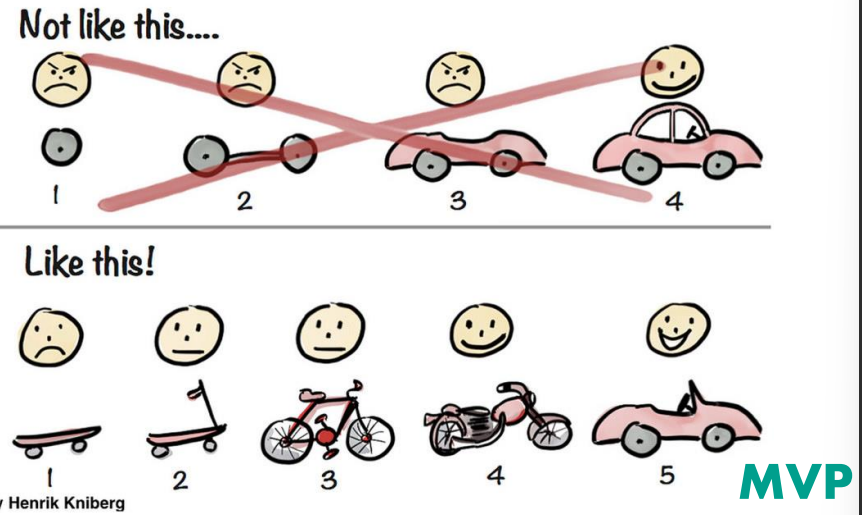 Not like this....
1 2 3 4
Like this!
1 2 3 4 5
Henrik Kniberg
MVP